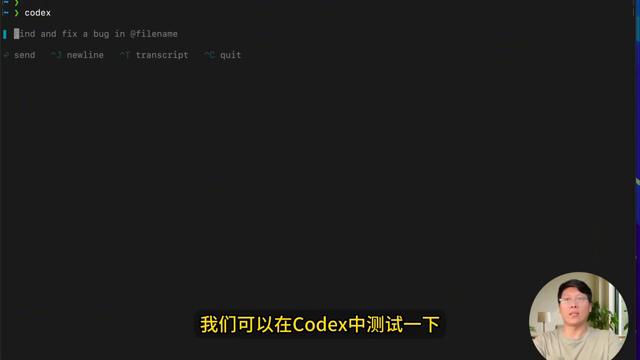 ~ ❯
~ ❯ codex
Find and fix a bug in @filename
⏎ send ^J newline ^T transcript ^C quit
我们可以在Codex中测试一下